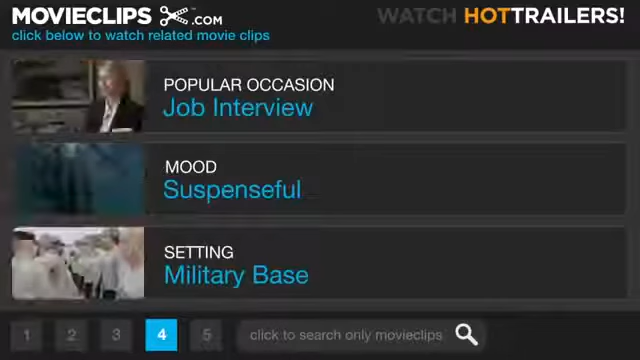 MOVIECLIPS .COM
WATCH HOTTRAILERS!
click below to watch related movie clips
POPULAR OCCASION
Job Interview
MOOD
Suspenseful
SETTING
Military Base
1 2 3 4 5 click to search only movieclips